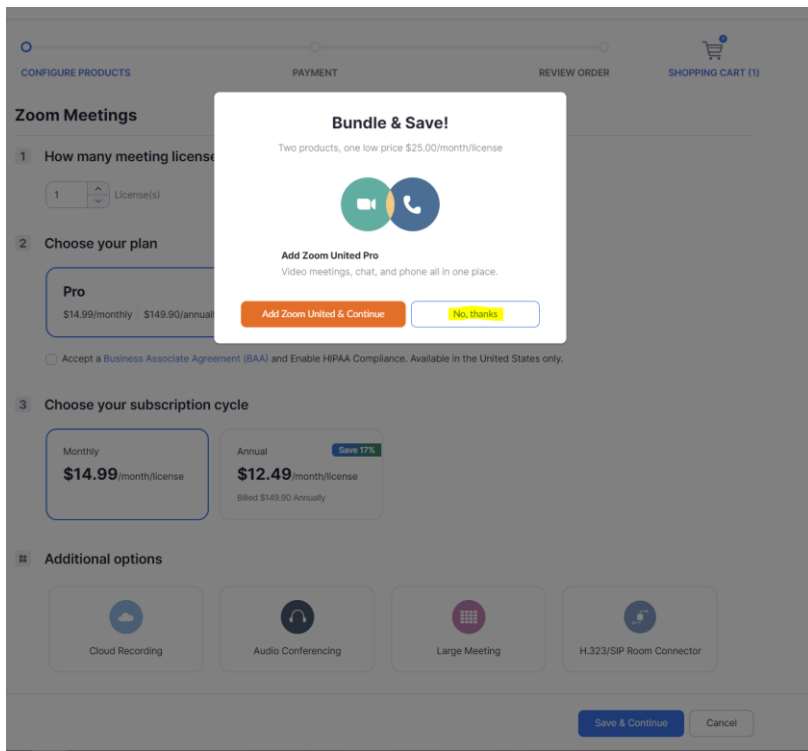 CONFIGURE PRODUCTS
PAYMENT
REVIEW ORDER
SHOPPING CART (1)
Zoom Meetings
Bundle & Save!
Two products, one low price $25.00/month/license
Add Zoom United Pro
Video meetings, chat, and phone all in one place.
Add Zoom United & Continue
No, thanks
1 How many meeting license
1 License(s)
2 Choose your plan
Pro
$14.99/monthly $149.90/annuall
Accept a Business Associate Agreement (BAA) and Enable HIPAA Compliance. Available in the United States only.
3 Choose your subscription cycle
Monthly
$14.99/month/license
Annual
Save 17%
$12.49/month/license
Billed $149.90 Annually
Additional options
Cloud Recording
Audio Conferencing
Large Meeting
H.323/SIP Room Connector
Save & Continue
Cancel